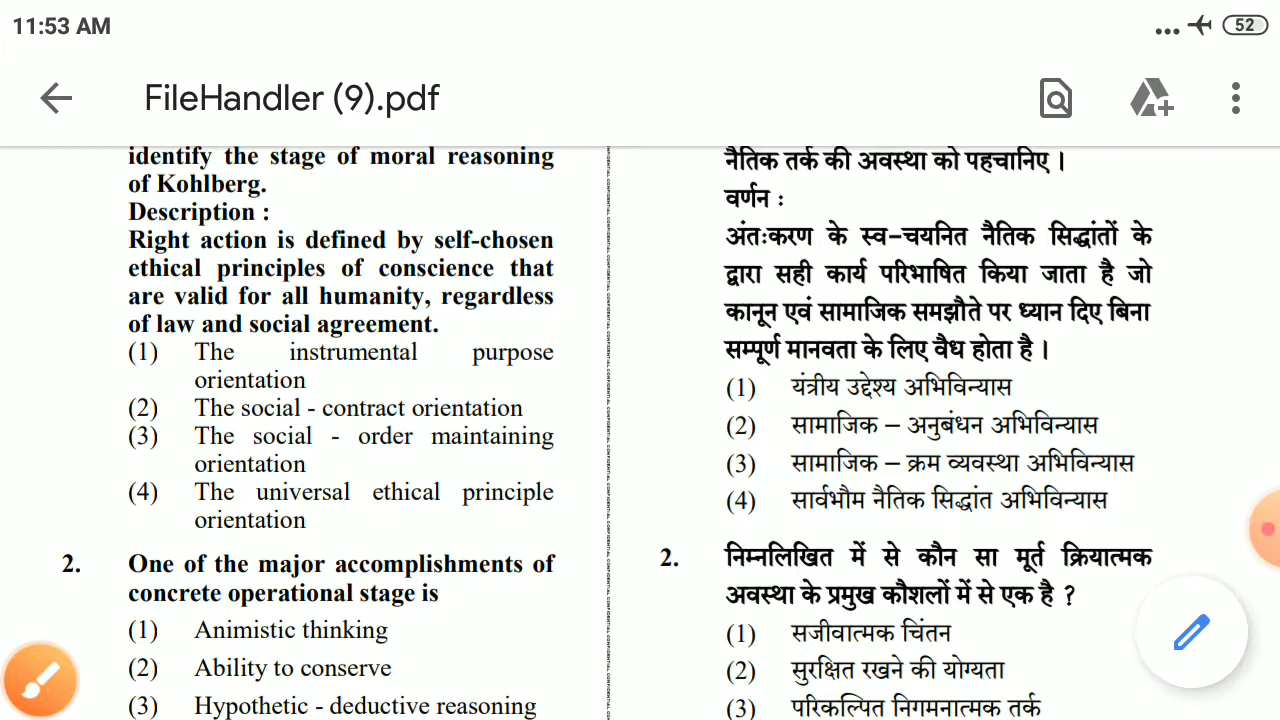 11:53 AM
52
FileHandler (9).pdf
identify the stage of moral reasoning
of Kohlberg.
Description :
Right action is defined by self-chosen
ethical principles of conscience that
are valid for all humanity, regardless
of law and social agreement.
(1) The instrumental purpose
orientation
(2) The social - contract orientation
(3) The social - order maintaining
orientation
(4) The universal ethical principle
orientation
2. One of the major accomplishments of
concrete operational stage is
(1) Animistic thinking
(2) Ability to conserve
(3) Hypothetic - deductive reasoning
नैतिक तर्क की अवस्था को पहचानिए ।
वर्णन :
अंतःकरण के स्व–चयनित नैतिक सिद्धांतों के
द्वारा सही कार्य परिभाषित किया जाता है जो
कानून एवं सामाजिक समझौते पर ध्यान दिए बिना
सम्पूर्ण मानवता के लिए वैध होता है ।
(1) यंत्रीय उद्देश्य अभिविन्यास
(2) सामाजिक – अनुबंधन अभिविन्यास
(3) सामाजिक – क्रम व्यवस्था अभिविन्यास
(4) सार्वभौम नैतिक सिद्धांत अभिविन्यास
2. निम्नलिखित में से कौन सा मूर्त क्रियात्मक
अवस्था के प्रमुख कौशलों में से एक है ?
(1) सजीवात्मक चिंतन
(2) सुरक्षित रखने की योग्यता
(3) परिकल्पित निगमनात्मक तर्क